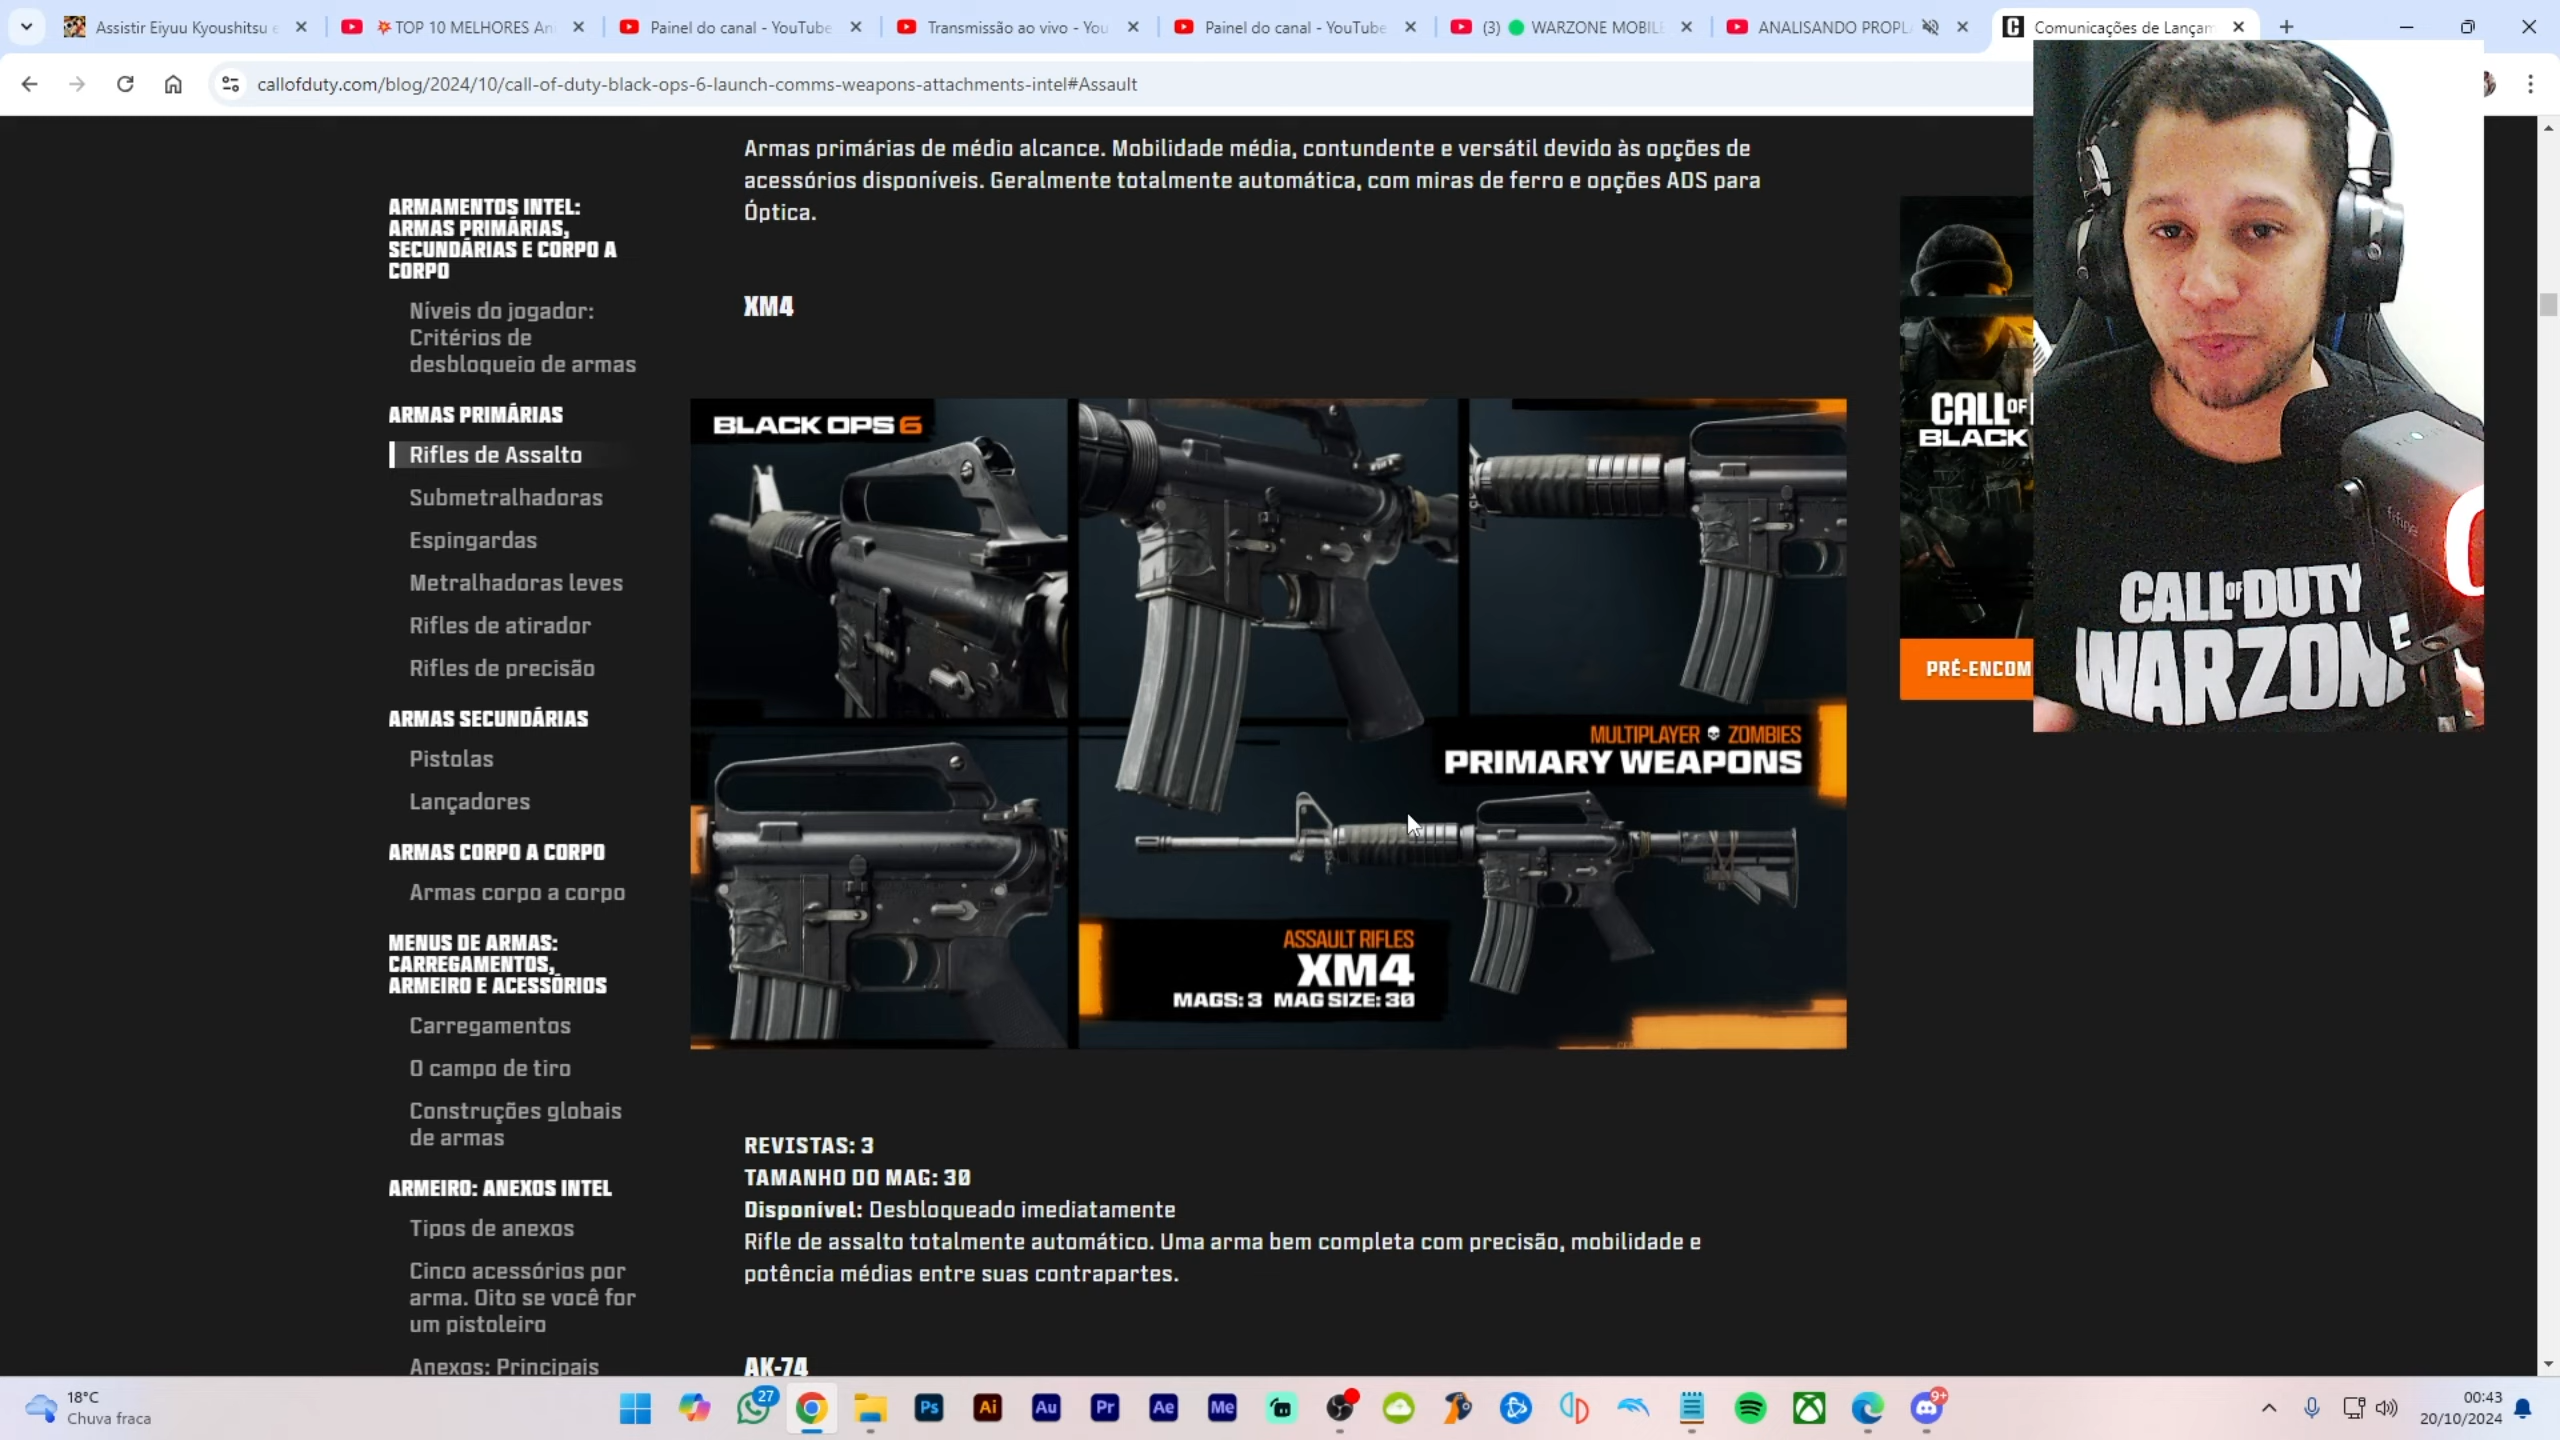 Assistir Eiyuu Kyoushitsu e
TOP 10 MELHORES An
Painel do canal - YouTube
Transmissão ao vivo - You
Painel do canal - YouTube
(3) WARZONE MOBILE
ANALISANDO PROPL
Comunicações de Lançam
callofduty.com/blog/2024/10/call-of-duty-black-ops-6-launch-comms-weapons-attachments-intel#Assault
ARMAMENTOS INTEL:
ARMAS PRIMÁRIAS,
SECUNDÁRIAS E CORPO A
CORPO
Níveis do jogador:
Critérios de
desbloqueio de armas
ARMAS PRIMÁRIAS
Rifles de Assalto
Submetralhadoras
Espingardas
Metralhadoras leves
Rifles de atirador
Rifles de precisão
ARMAS SECUNDÁRIAS
Pistolas
Lançadores
ARMAS CORPO A CORPO
Armas corpo a corpo
MENUS DE ARMAS:
CARREGAMENTOS,
ARMEIRO E ACESSÓRIOS
Carregamentos
O campo de tiro
Construções globais
de armas
ARMEIRO: ANEXOS INTEL
Tipos de anexos
Cinco acessórios por
arma. Oito se você for
um pistoleiro
Anexos: Principais
Armas primárias de médio alcance. Mobilidade média, contundente e versátil devido às opções de
acessórios disponíveis. Geralmente totalmente automática, com miras de ferro e opções ADS para
Óptica.
XM4
BLACK OPS 6
MULTIPLAYER ZOMBIES
PRIMARY WEAPONS
ASSAULT RIFLES
XM4
MAGS: 3 MAG SIZE: 30
REVISTAS: 3
TAMANHO DO MAG: 30
Disponível: Desbloqueado imediatamente
Rifle de assalto totalmente automático. Uma arma bem completa com precisão, mobilidade e
potência médias entre suas contrapartes.
AK-74
CALL OF
BLACK
PRÉ-ENCOM
CALL OF DUTY
WARZONE
fifine
18°C
Chuva fraca
27
Ps
Ai
Au
Pr
Ae
Me
9+
00:43
20/10/2024